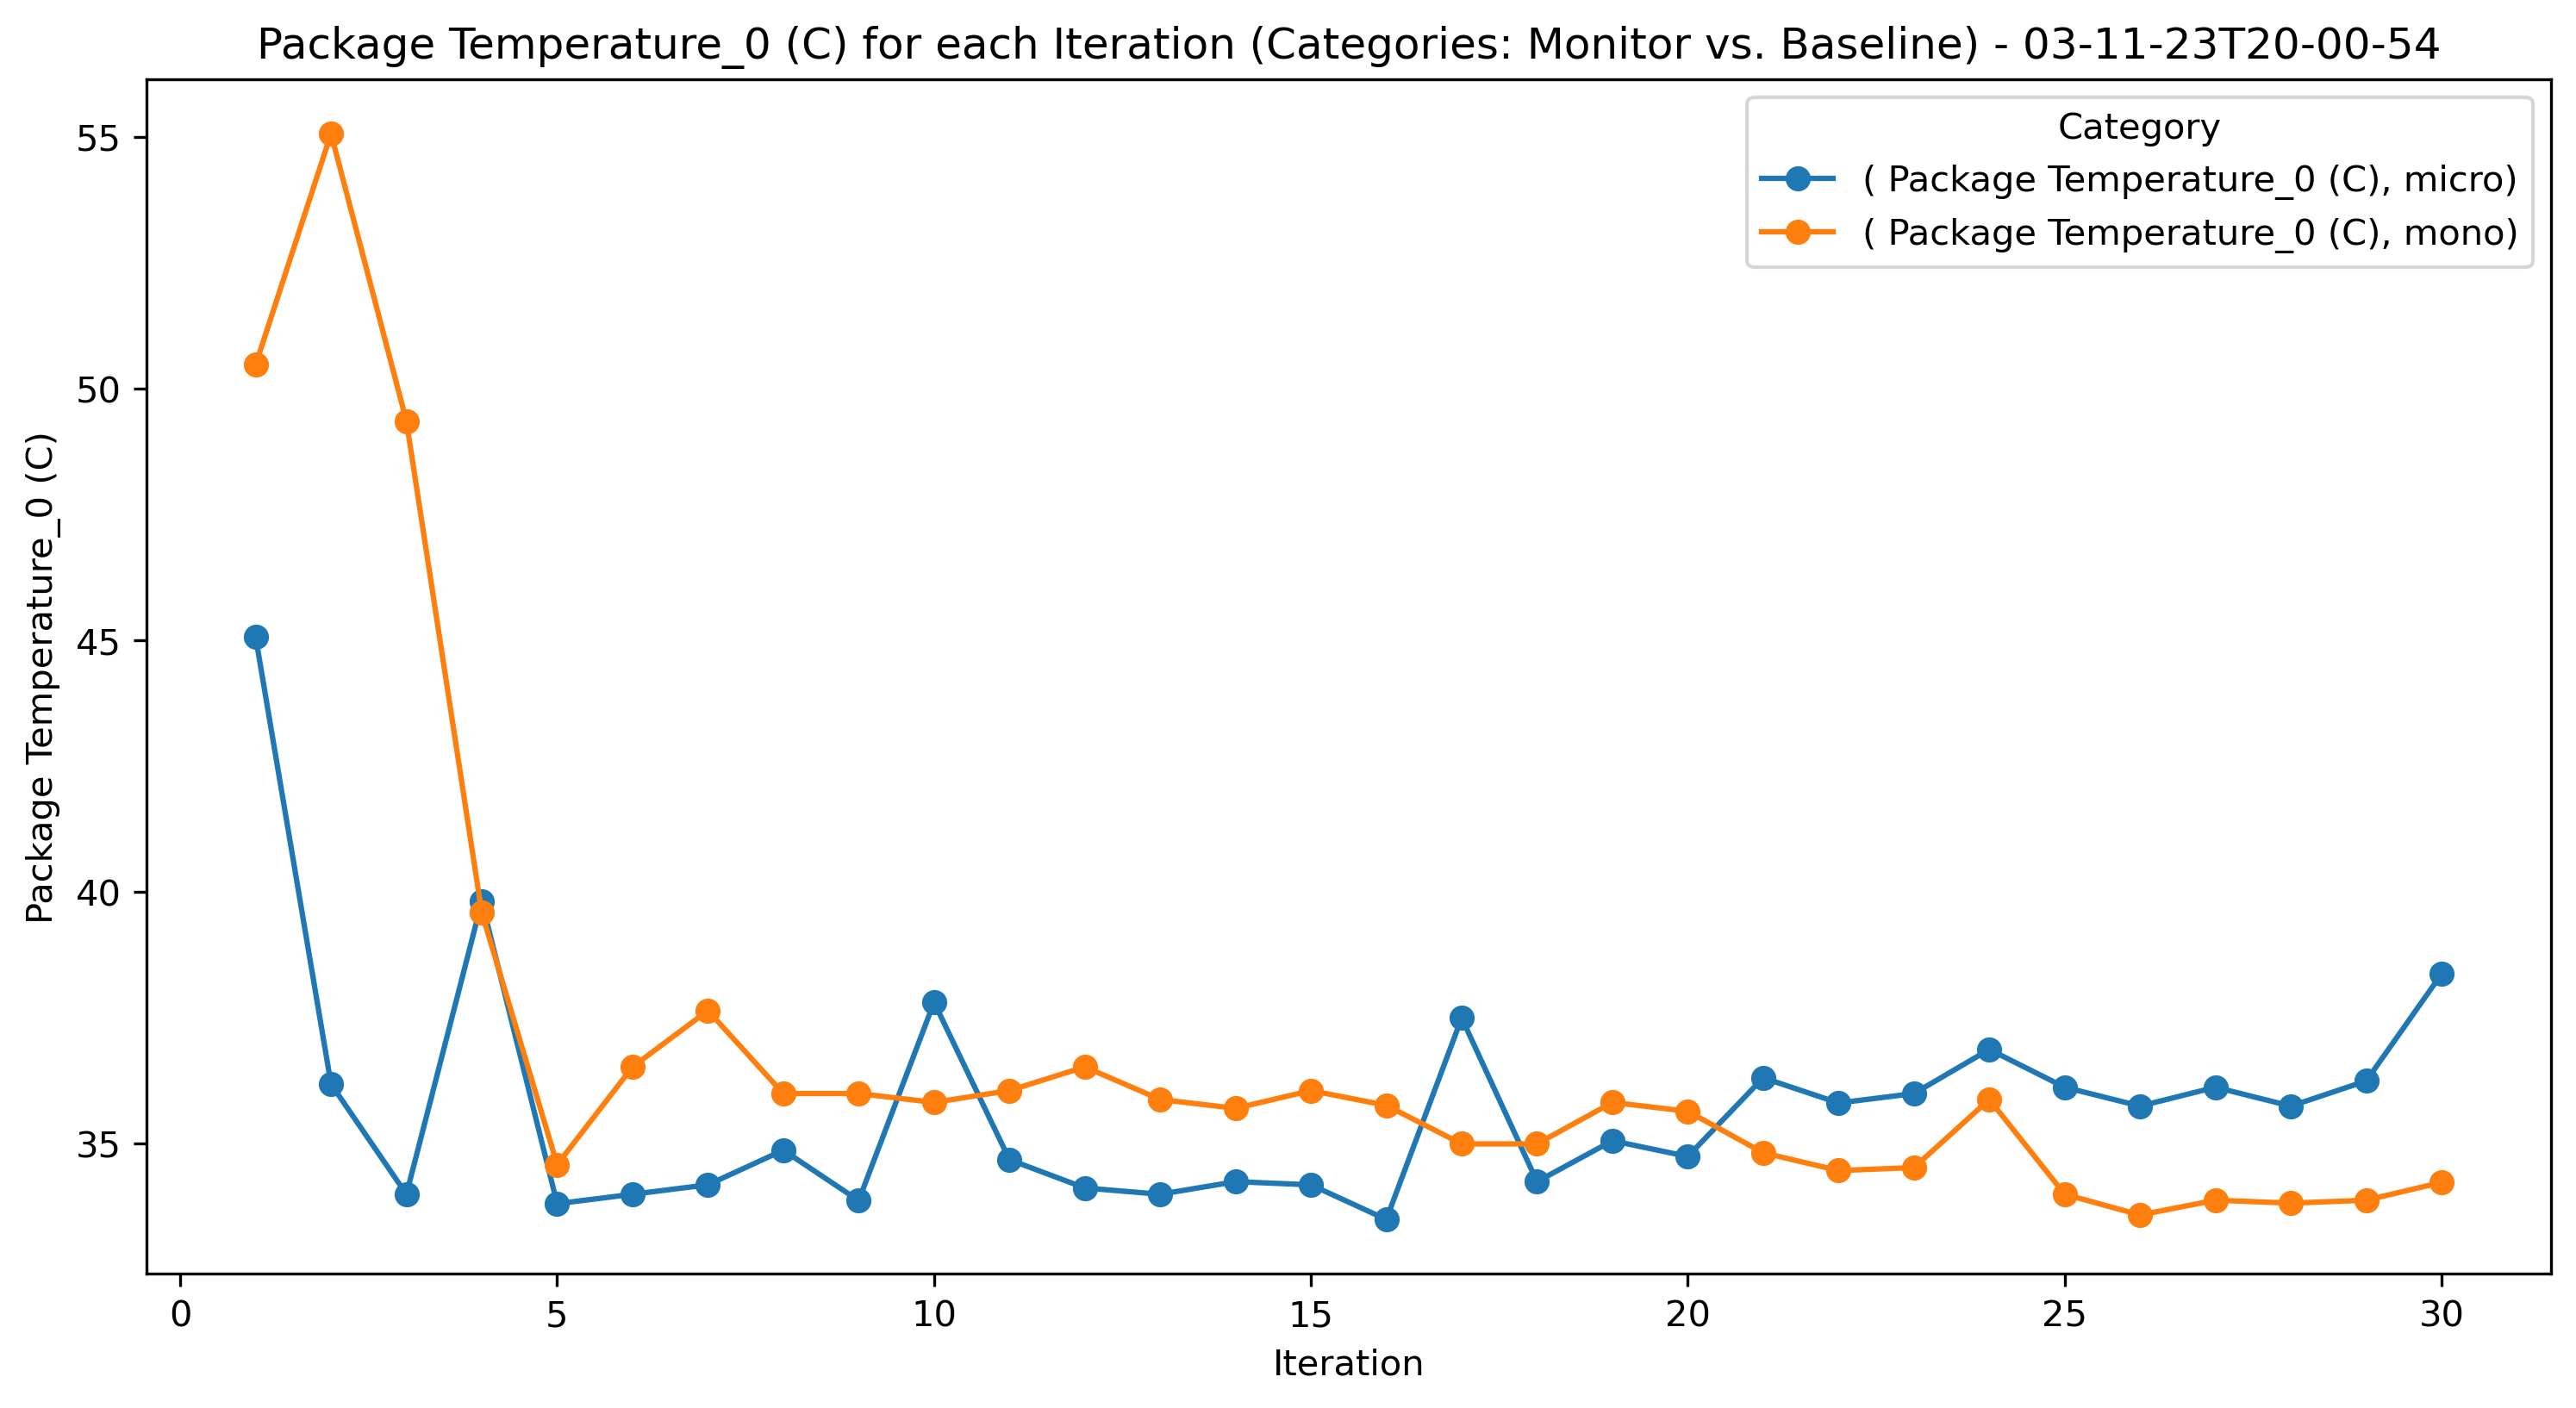 Package Temperature_0 (C) for each Iteration (Categories: Monitor vs. Baseline) - 03-11-23T20-00-54
Category
( Package Temperature_0 (C), micro)
( Package Temperature_0 (C), mono)
Package Temperature_0 (C)
55
50
45
40
35
0 5 10 15 20 25 30
Iteration